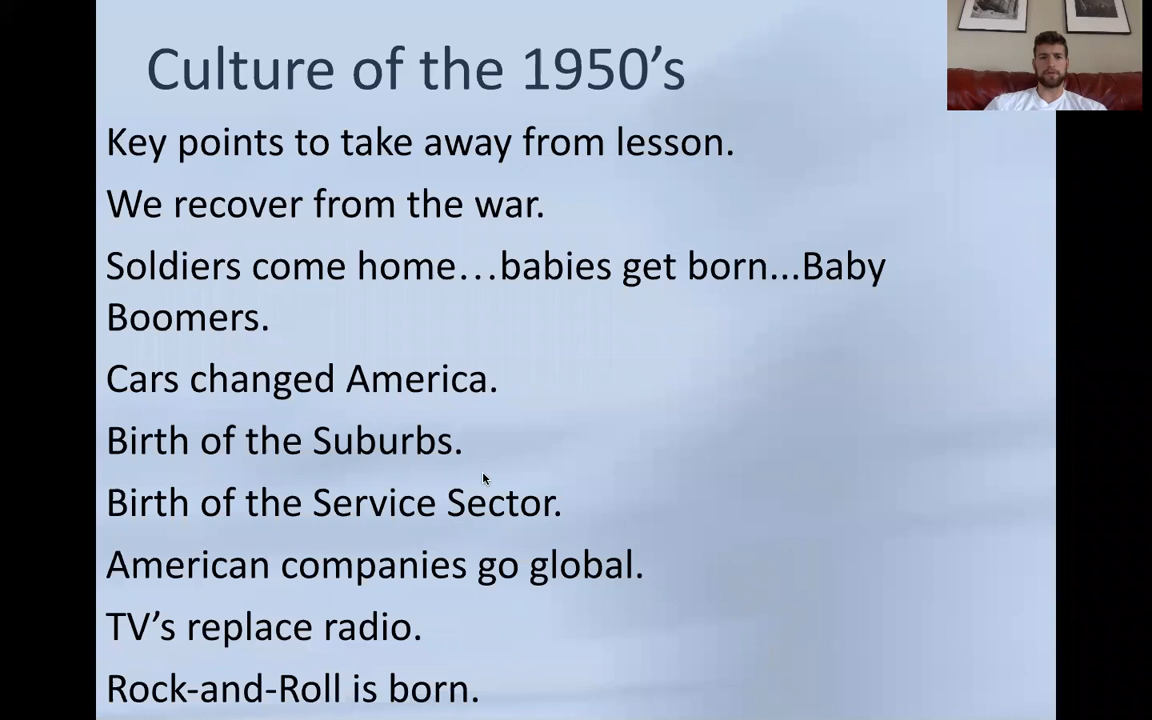 Culture of the 1950’s
Key points to take away from lesson.
We recover from the war.
Soldiers come home…babies get born...Baby
Boomers.
Cars changed America.
Birth of the Suburbs.
Birth of the Service Sector.
American companies go global.
TV’s replace radio.
Rock-and-Roll is born.